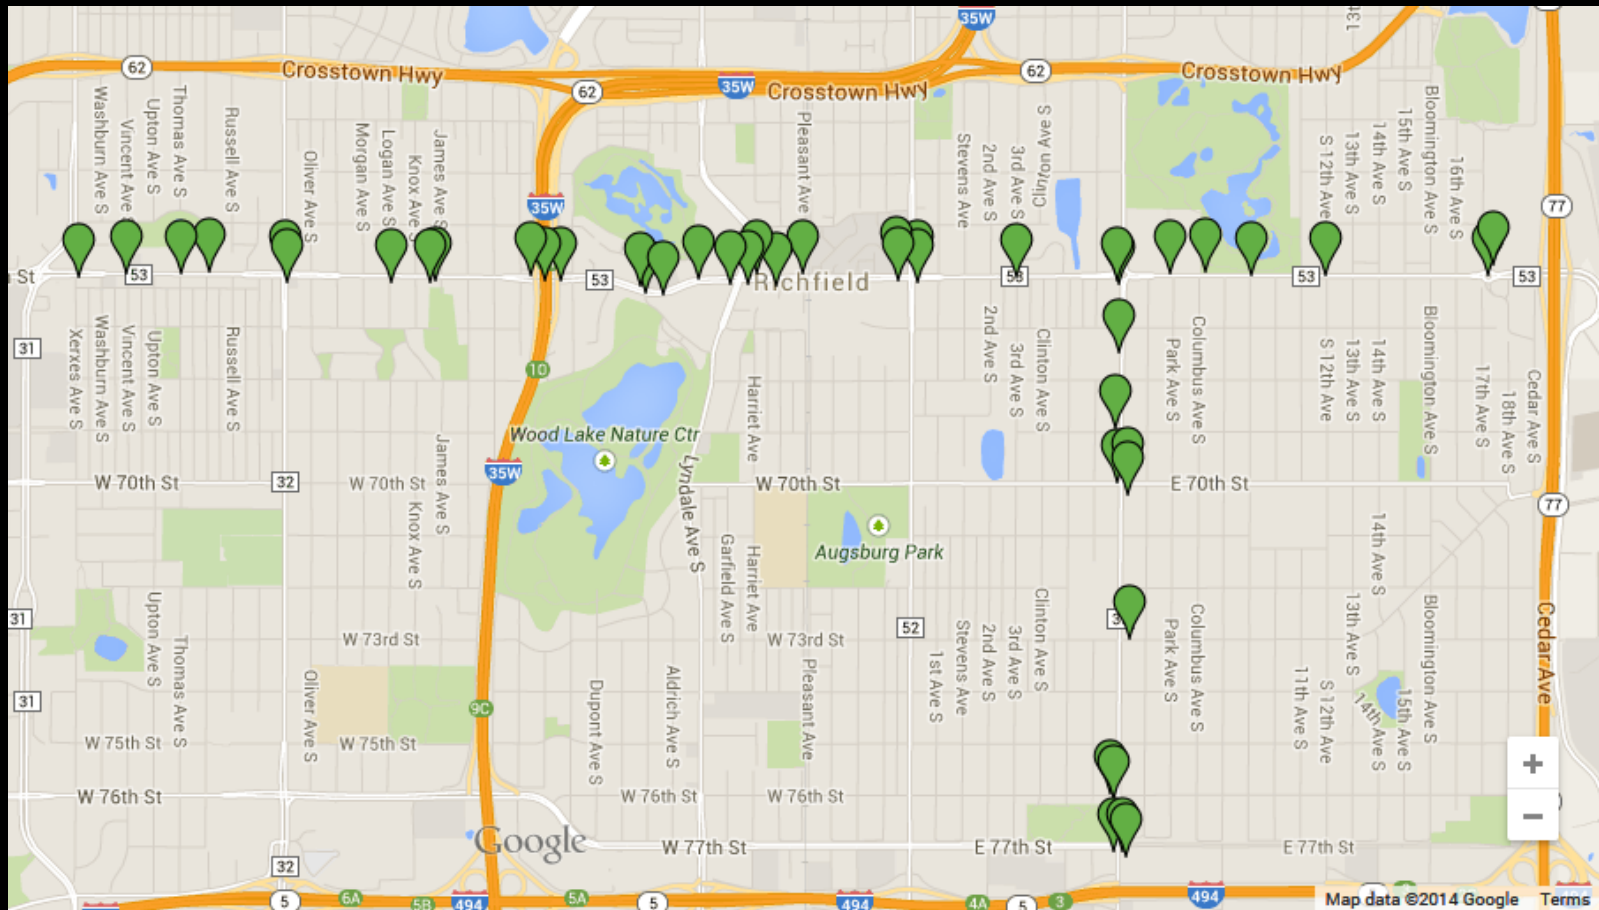 35W
62
Crosstown Hwy
62
35W
Crosstown Hwy
62
Crosstown Hwy
Washburn Ave S
Vincent Ave
Upton Ave S
Thomas Ave S
Russell Ave S
Oliver Ave S
Morgan Ave S
Logan Ave S
Knox Ave
James Ave S
35W
Pleasant Ave
Stevens Ave
2nd Ave S
3rd Ave S
Clinton Ave S
S 12th Ave
13th Ave S
14th Ave S
15th Ave S
Bloomington Ave S
16th Ave S
77
St
53
53
Richfield
53
53
53
31
Xerxes Ave S
Washburn Ave S
Vincent Ave S
Upton Ave S
Russell Ave S
10
Harriet Ave
2nd Ave S
3rd Ave S
Clinton Ave S
Park Ave S
Columbus Ave S
S 12th Ave
13th Ave S
14th Ave S
Bloomington Ave S
17th Ave S
18th Ave S
Cedar Ave S
Wood Lake Nature Ctr
James Ave S
35W
Lyndale Ave S
W 70th St
32
W 70th St
W 70th St
E 70th St
77
Knox Ave S
Augsburg Park
Garfield Ave S
Harriet Ave
14th Ave S
31
Upton Ave S
Thomas Ave S
W 73rd St
W 73rd St
52
1st Ave S
Stevens Ave
2nd Ave S
3rd Ave S
Clinton Ave S
Park Ave S
Columbus Ave S
13th Ave S
Bloomington Ave S
Cedar Ave
31
Oliver Ave S
9C
Dupont Ave S
Aldrich Ave S
Pleasant Ave
11th Ave S
S 12th Ave
14th Ave S
15th Ave S
W 75th St
W 75th St
W 76th St
W 76th St
W 76th St
+
−
Google
W 77th St
E 77th St
E 77th St
32
5
6A
5B
494
5A
5
494
4A
5
3
494
494
Map data ©2014 Google
Terms